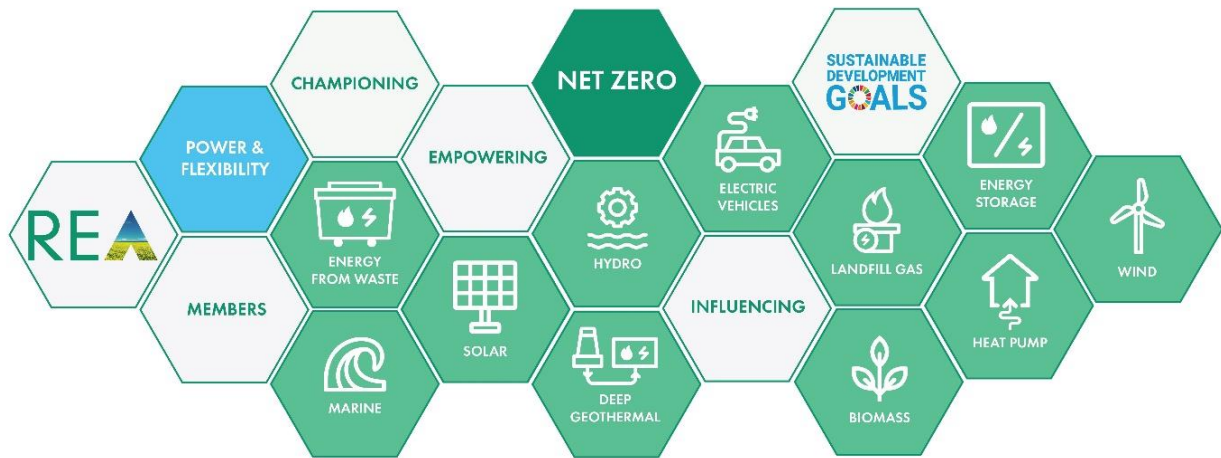 REA
POWER &
FLEXIBILITY
MEMBERS
CHAMPIONING
ENERGY
FROM WASTE
MARINE
EMPOWERING
SOLAR
NET ZERO
HYDRO
DEEP
GEOTHERMAL
ELECTRIC
VEHICLES
INFLUENCING
SUSTAINABLE
DEVELOPMENT
GOALS
LANDFILL GAS
BIOMASS
ENERGY
STORAGE
HEAT PUMP
WIND